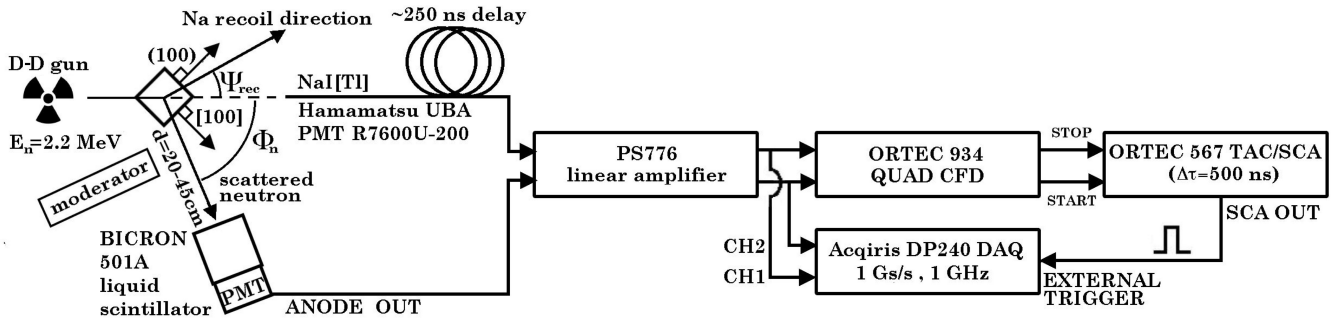 Na recoil direction
~250 ns delay
D-D gun
(100)
Ψrec
NaI[Tl]
[100]
Hamamatsu UBA
PMT R7600U-200
En=2.2 MeV
Φn
d=20-45cm
moderator
scattered
neutron
BICRON
501A
liquid
scintillator
PMT
ANODE OUT
PS776
linear amplifier
ORTEC 934
QUAD CFD
STOP
START
ORTEC 567 TAC/SCA
(Δτ=500 ns)
SCA OUT
CH2
CH1
Acqiris DP240 DAQ
1 Gs/s , 1 GHz
EXTERNAL
TRIGGER